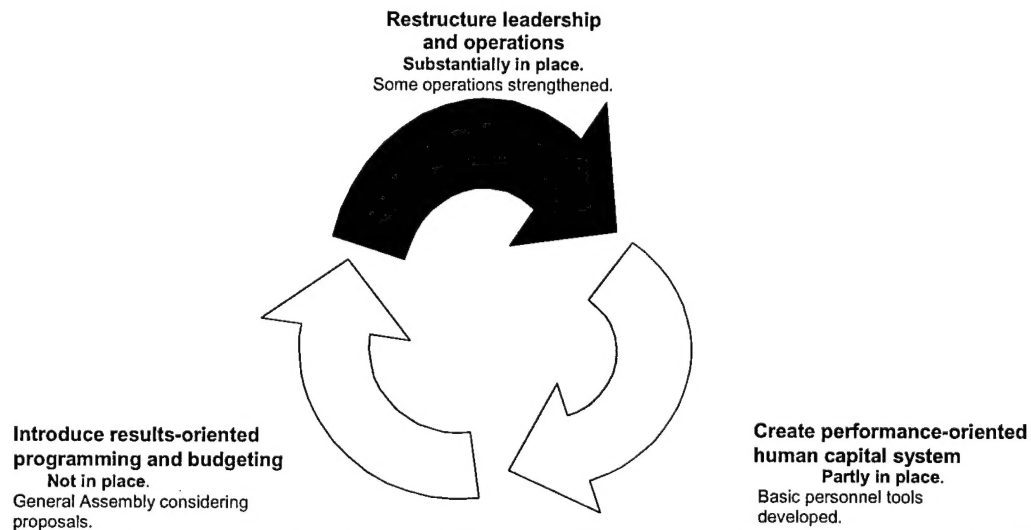 Restructure leadership
and operations
Substantially in place.
Some operations strengthened.
Introduce results-oriented
programming and budgeting
Not in place.
General Assembly considering
proposals.
Create performance-oriented
human capital system
Partly in place.
Basic personnel tools
developed.